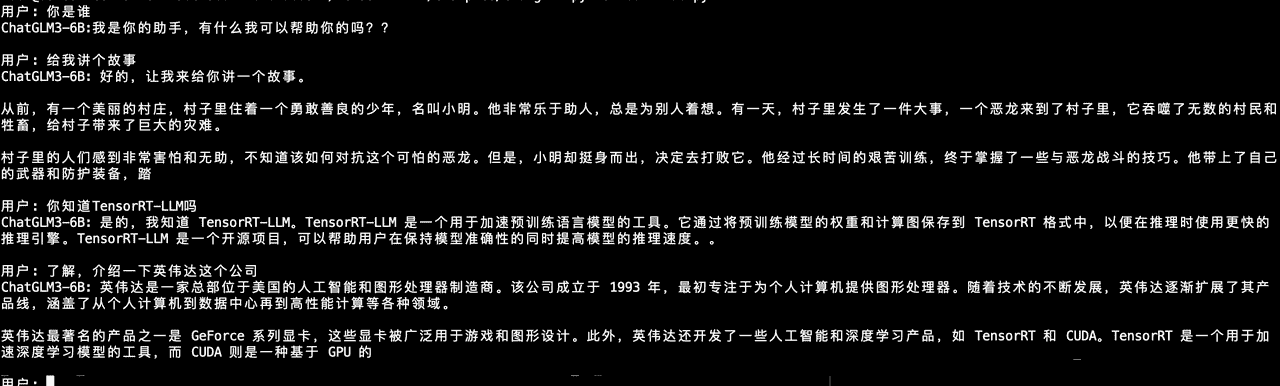 用户: 你是谁
ChatGLM3-6B:我是你的助手，有什么我可以帮助你的吗？？
用户: 给我讲个故事
ChatGLM3-6B: 好的，让我来给你讲一个故事。
从前，有一个美丽的村庄，村子里住着一个勇敢善良的少年，名叫小明。他非常乐于助人，总是为别人着想。有一天，村子里发生了一件大事，一个恶龙来到了村子里，它吞噬了无数的村民和
牲畜，给村子带来了巨大的灾难。
村子里的人们感到非常害怕和无助，不知道该如何对抗这个可怕的恶龙。但是，小明却挺身而出，决定去打败它。他经过长时间的艰苦训练，终于掌握了一些与恶龙战斗的技巧。他带上了自己
的武器和防护装备，踏
用户: 你知道TensorRT-LLM吗
ChatGLM3-6B: 是的，我知道 TensorRT-LLM。TensorRT-LLM 是一个用于加速预训练语言模型的工具。它通过将预训练模型的权重和计算图保存到 TensorRT 格式中，以便在推理时使用更快的
推理引擎。TensorRT-LLM 是一个开源项目，可以帮助用户在保持模型准确性的同时提高模型的推理速度。。
用户: 了解，介绍一下英伟达这个公司
ChatGLM3-6B: 英伟达是一家总部位于美国的人工智能和图形处理器制造商。该公司成立于 1993 年，最初专注于为个人计算机提供图形处理器。随着技术的不断发展，英伟达逐渐扩展了其产
品线，涵盖了从个人计算机到数据中心再到高性能计算等各种领域。
英伟达最著名的产品之一是 GeForce 系列显卡，这些显卡被广泛用于游戏和图形设计。此外，英伟达还开发了一些人工智能和深度学习产品，如 TensorRT 和 CUDA。TensorRT 是一个用于加
速深度学习模型的工具，而 CUDA 则是一种基于 GPU 的
用户: